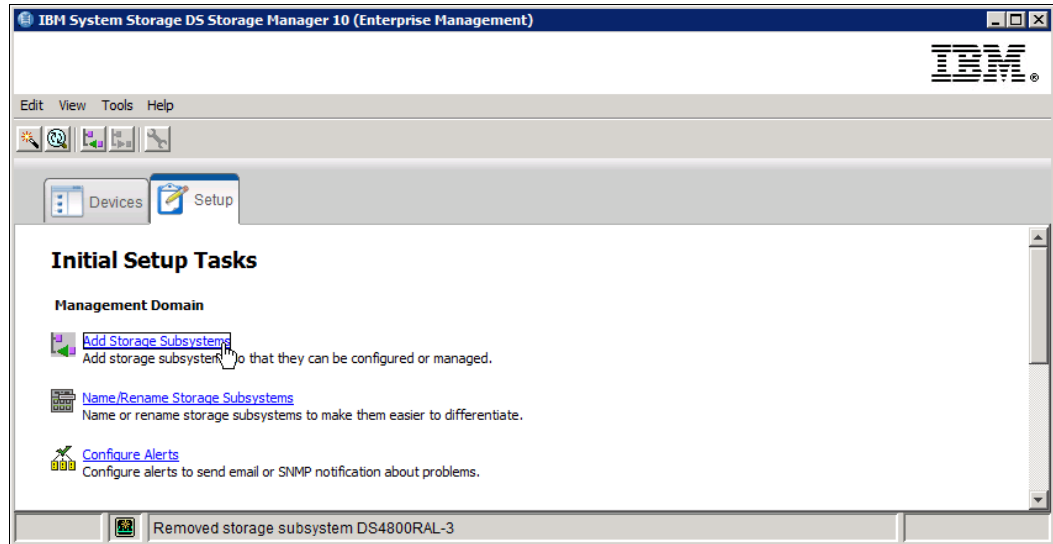 IBM System Storage DS Storage Manager 10 (Enterprise Management)
IBM®
Edit View Tools Help
Devices Setup
Initial Setup Tasks
Management Domain
Add Storage Subsystems
Add storage subsystem so that they can be configured or managed.
Name/Rename Storage Subsystems
Name or rename storage subsystems to make them easier to differentiate.
Configure Alerts
Configure alerts to send email or SNMP notification about problems.
Removed storage subsystem DS4800RAL-3